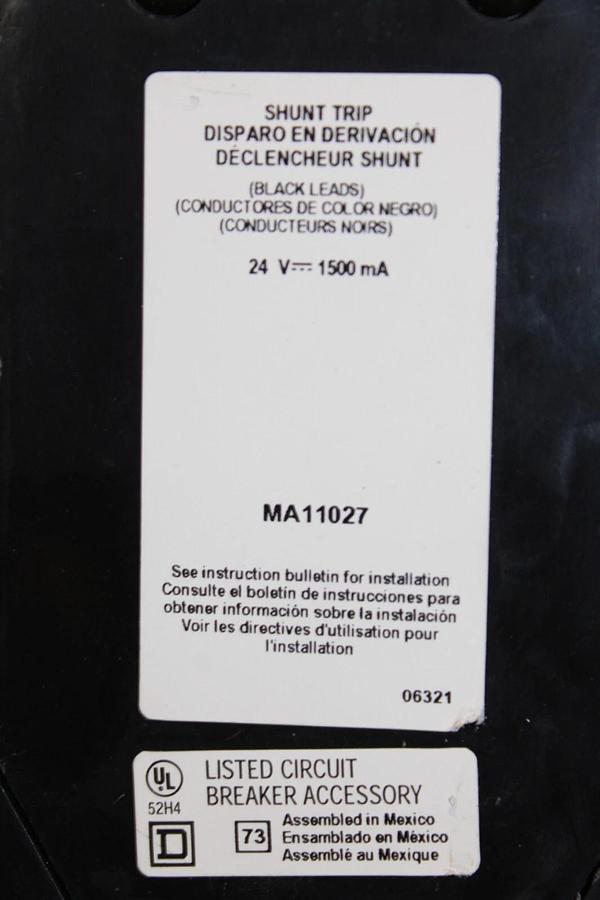 SHUNT TRIP
DISPARO EN DERIVACIÓN
DÉCLENCHEUR SHUNT
(BLACK LEADS)
(CONDUCTORES DE COLOR NEGRO)
(CONDUCTEURS NOIRS)
24 V⎓ 1500 mA
MA11027
See instruction bulletin for installation
Consulte el boletín de instrucciones para
obtener información sobre la instalación
Voir les directives d'utilisation pour
l'installation
06321
UL LISTED CIRCUIT
52H4 BREAKER ACCESSORY
D 73 Assembled in Mexico
Ensamblado en México
Assemblé au Mexique